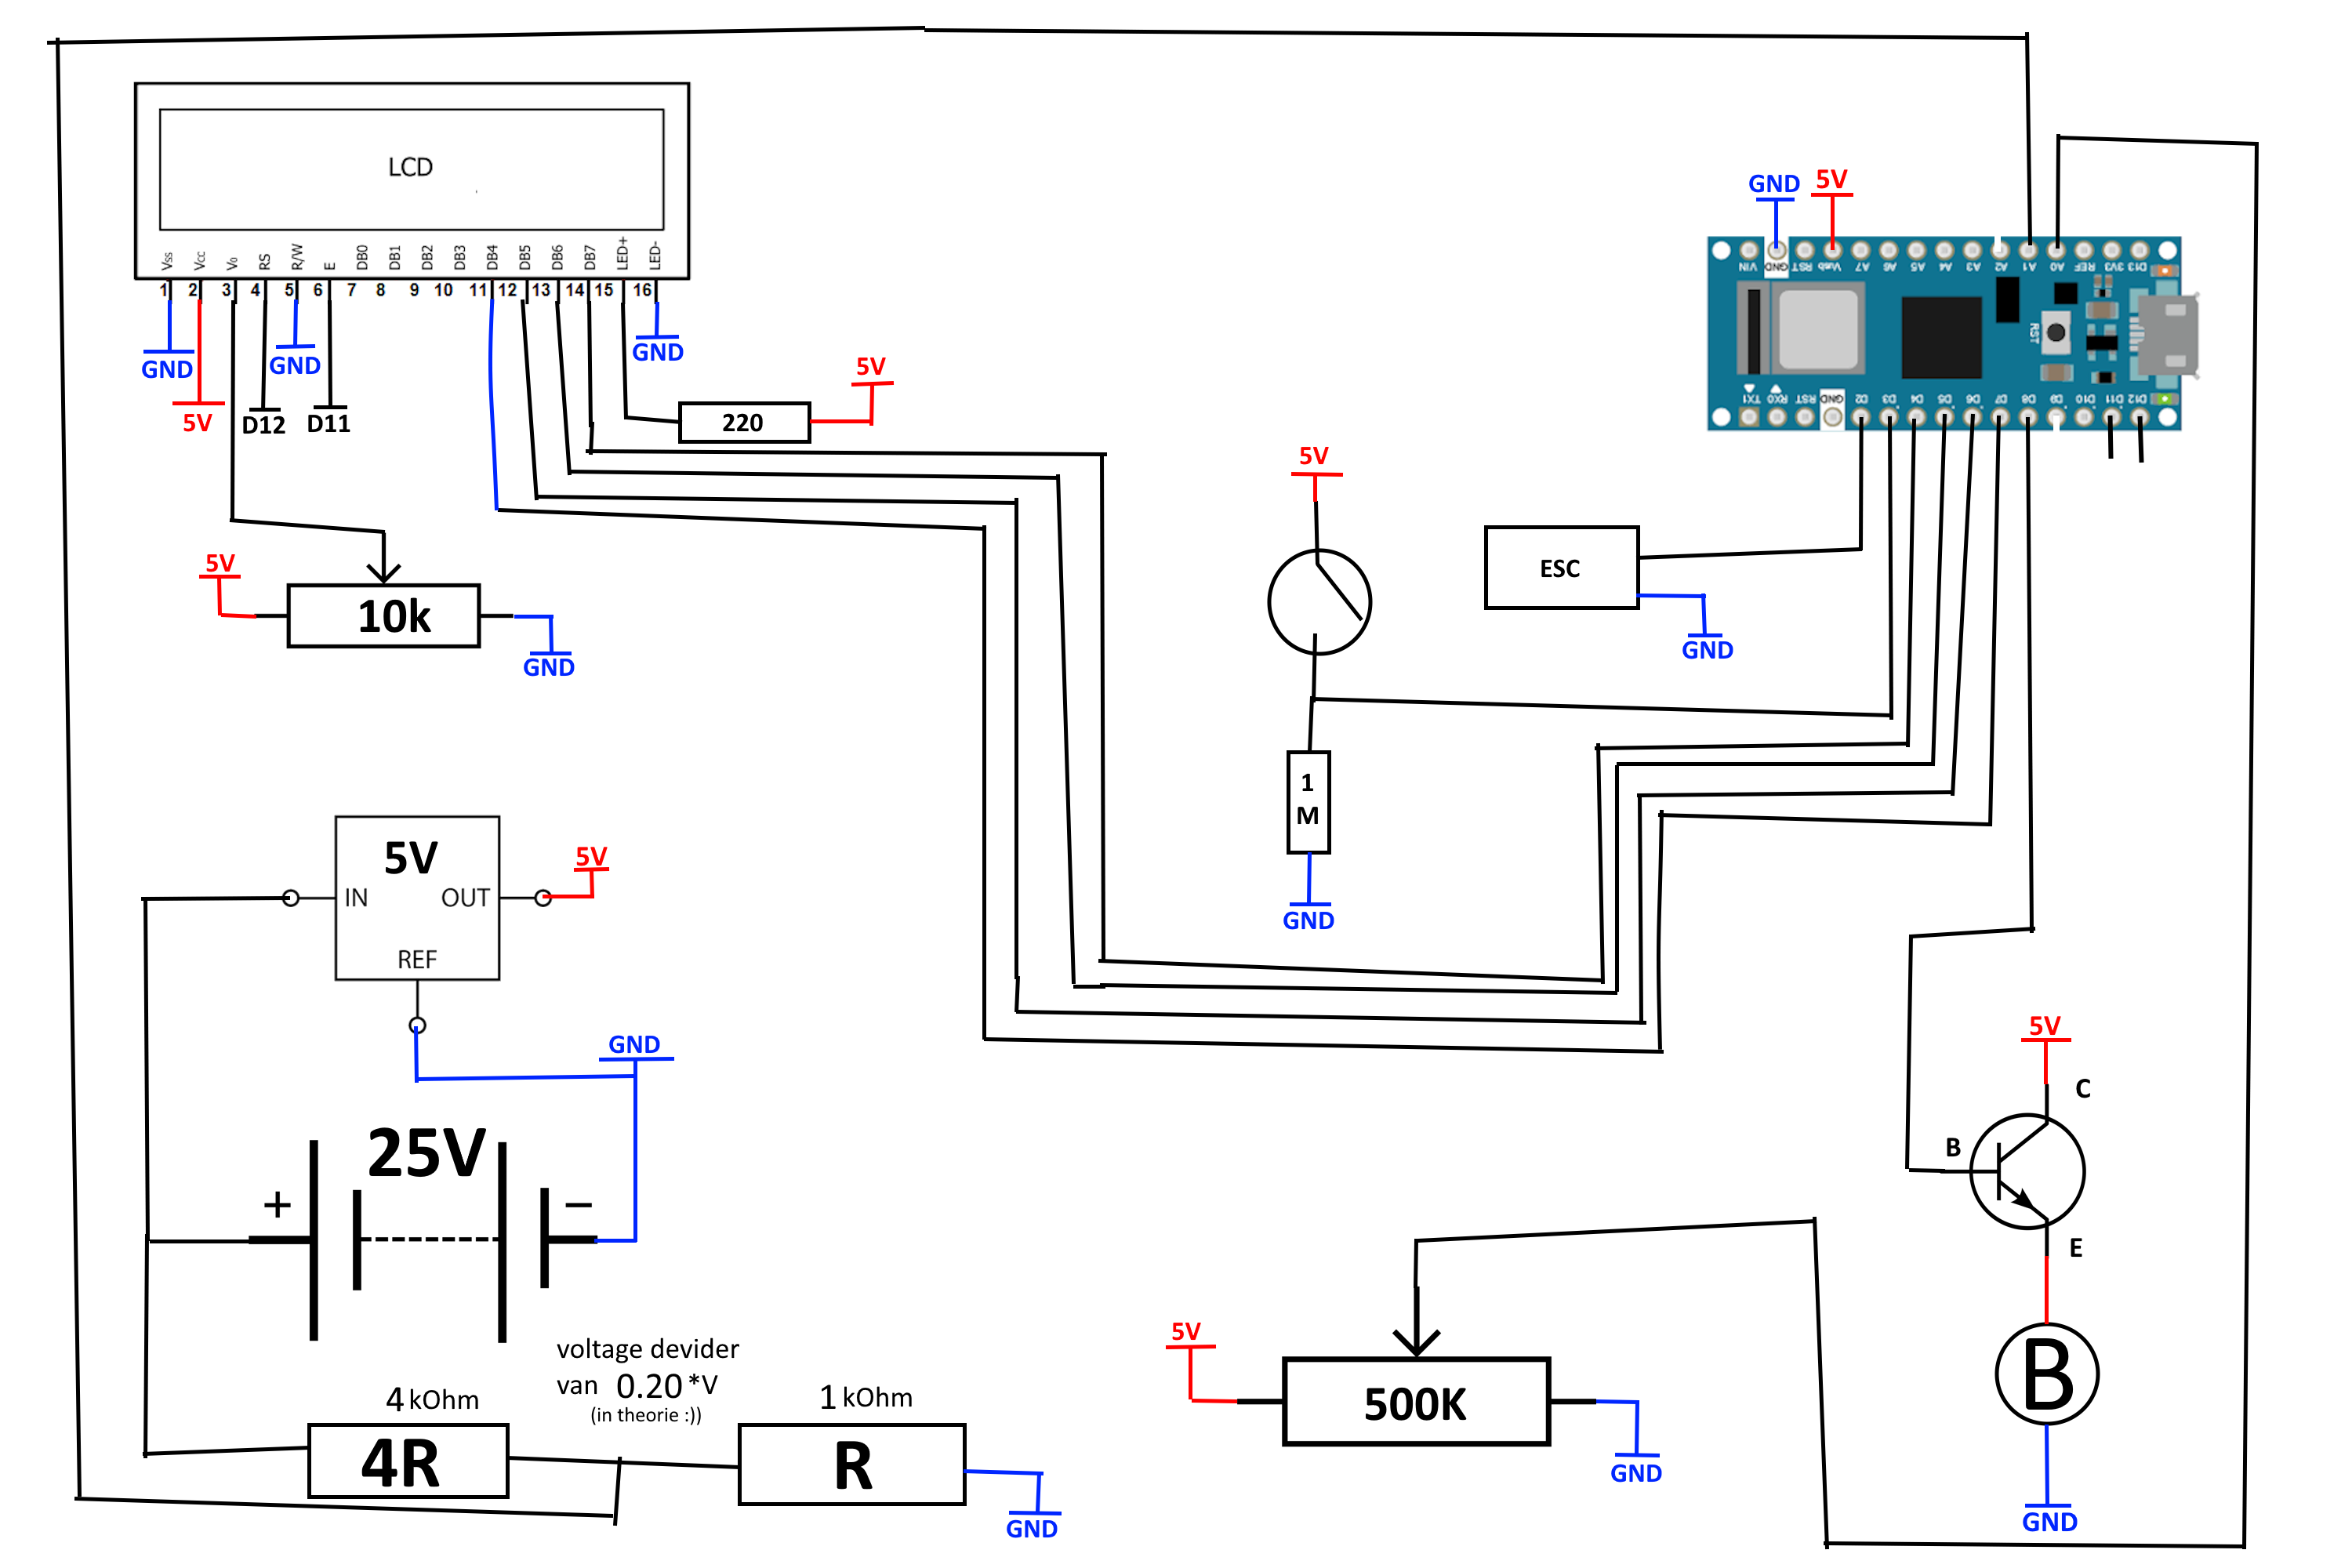 GND 5V
VIN GND RST Vusb A7 A6 A5 A4 A3 A2 A1 A0 REF 3V3 D13
RST
TX1 RX0 RST GND D2 D3 D4 D5 D6 D7 D8 D9 D10 D11 D12
LCD
Vss Vcc V0 RS R/W E DB0 DB1 DB2 DB3 DB4 DB5 DB6 DB7 LED+ LED-
1 2 3 4 5 6 7 8 9 10 11 12 13 14 15 16
GND 5V D12 GND D11 GND
220 5V
5V
10k
GND
5V
1
M
GND
ESC
GND
5V
IN OUT
REF
5V
GND
25V
+ −
voltage devider
van 0.20 *V
(in theorie :))
4 kOhm 1 kOhm
4R R
GND
5V
500K
GND
5V
C
B
E
B
GND